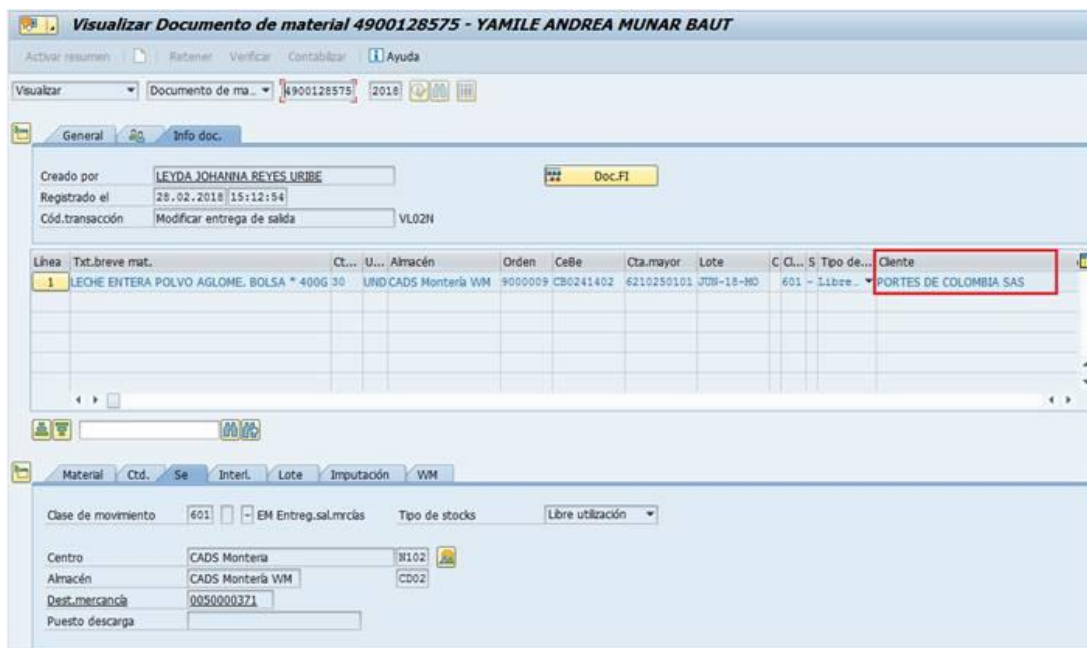 Visualizar Documento de material 4900128575 - YAMILE ANDREA MUNAR BAUT
Activar resumen Retener Verificar Contabilizar Ayuda
Visualizar Documento de ma... 4900128575 2018
General Info doc.
Creado por LEYDA JOHANNA REYES URIBE Doc.FI
Registrado el 28.02.2018 15:12:54
Cód.transacción Modificar entrega de salida VL02N
Línea Txt.breve mat. Ct... U... Almacén Orden CeBe Cta.mayor Lote C Cl... S Tipo de... Cliente
1 LECHE ENTERA POLVO AGLOME. BOLSA * 400G 30 UND CADS Montería WM 9000009 CB0241402 6210250101 JUN-18-MO 601 - Libre... PORTES DE COLOMBIA SAS
Material Ctd. Se Interl. Lote Imputación WM
Clase de movimiento 601 - EM Entreg.sal.mrcías Tipo de stocks Libre utilización
Centro CADS Monteria N102
Almacén CADS Montería WM CD02
Dest.mercancía 0050000371
Puesto descarga